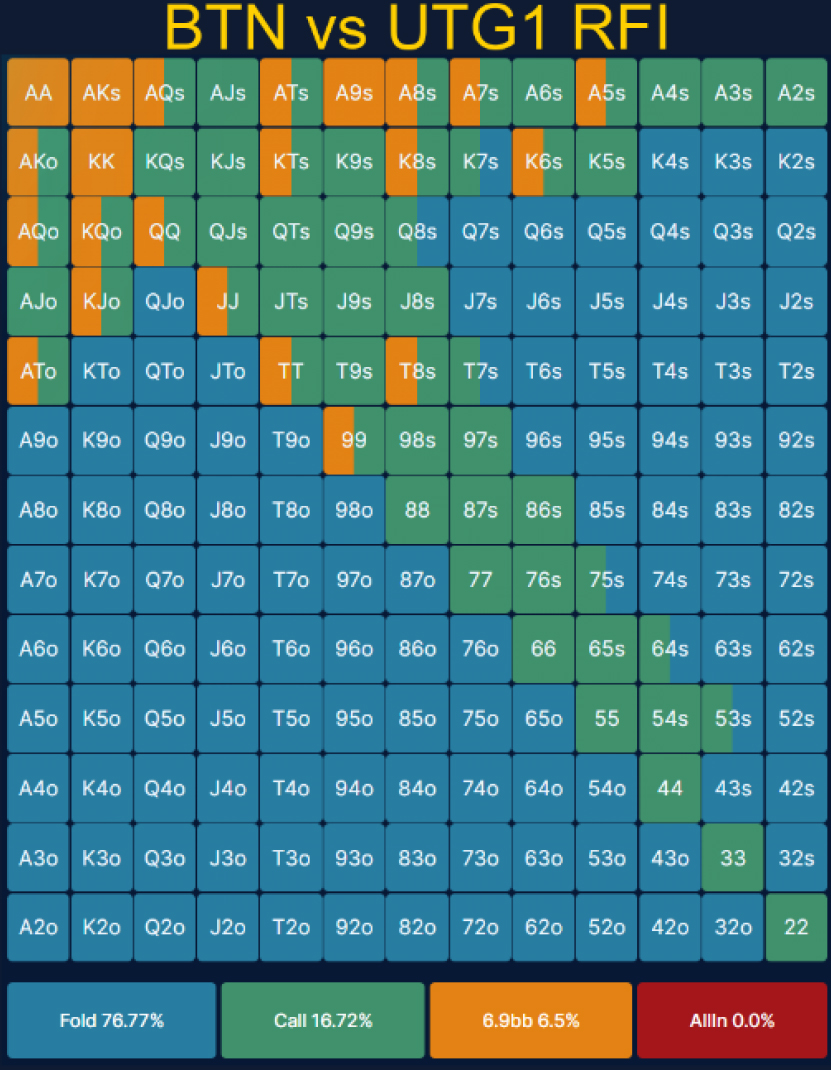 BTN vs UTG1 RFI
AA AKs AQs AJs ATs A9s A8s A7s A6s A5s A4s A3s A2s
AKo KK KQs KJs KTs K9s K8s K7s K6s K5s K4s K3s K2s
AQo KQo QQ QJs QTs Q9s Q8s Q7s Q6s Q5s Q4s Q3s Q2s
AJo KJo QJo JJ JTs J9s J8s J7s J6s J5s J4s J3s J2s
ATo KTo QTo JTo TT T9s T8s T7s T6s T5s T4s T3s T2s
A9o K9o Q9o J9o T9o 99 98s 97s 96s 95s 94s 93s 92s
A8o K8o Q8o J8o T8o 98o 88 87s 86s 85s 84s 83s 82s
A7o K7o Q7o J7o T7o 97o 87o 77 76s 75s 74s 73s 72s
A6o K6o Q6o J6o T6o 96o 86o 76o 66 65s 64s 63s 62s
A5o K5o Q5o J5o T5o 95o 85o 75o 65o 55 54s 53s 52s
A4o K4o Q4o J4o T4o 94o 84o 74o 64o 54o 44 43s 42s
A3o K3o Q3o J3o T3o 93o 83o 73o 63o 53o 43o 33 32s
A2o K2o Q2o J2o T2o 92o 82o 72o 62o 52o 42o 32o 22
Fold 76.77% Call 16.72% 6.9bb 6.5% AllIn 0.0%